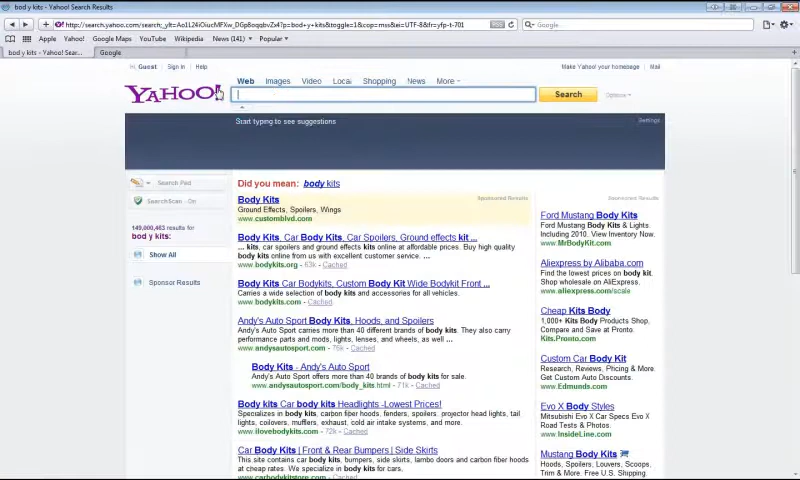 bod y kits - Yahoo! Search Results
Google
Apple Yahoo! Google Maps YouTube Wikipedia News (141) Popular
bod y kits - Yahoo! Sear...
Google
Hi, Guest Sign In Help
Make Yahoo! your homepage Mail
Web Images Video Local Shopping News More
YAHOO!
Search
Options
Start typing to see suggestions
Settings
Search Pad
SearchScan - On
149,000,463 results for
bod y kits:
Show All
Sponsor Results
Did you mean: body kits
Body Kits
Sponsored Results
Ground Effects, Spoilers, Wings
www.customblvd.com
Body Kits, Car Body Kits, Car Spoilers, Ground effects kit ...
... kits, car spoilers and ground effects kits online at affordable prices. Buy high quality
body kits online from us with excellent customer service. ...
www.bodykits.org - 63k - Cached
Body Kits Car Bodykits, Custom Body Kit Wide Bodykit Front ...
Carries a wide selection of body kits and accessories for all vehicles.
www.bodykits.com - Cached
Andy's Auto Sport Body Kits, Hoods, and Spoilers
Andy's Auto Sport carries more than 40 different brands of body kits. They also carry
performance parts and mods, lights, lenses, and wheels, as well ...
www.andysautosport.com - 76k - Cached
Body Kits - Andy's Auto Sport
Andy's Auto Sport offers more than 40 brands of body kits for sale.
www.andysautosport.com/body_kits.html - 71k - Cached
Body kits Car body kits Headlights -Lowest Prices!
Specializes in body kits, carbon fiber hoods, fenders, spoilers, projector head lights, tail
lights, coilovers, mufflers, exhaust, cold air intake systems, and more.
www.ilovebodykits.com - 72k - Cached
Car Body Kits | Front & Rear Bumpers | Side Skirts
This site contains car body kits, bumpers, side skirts, lambo doors and carbon fiber hoods
at cheap rates. We specialize in body kits for cars.
www.carbodykitstore.com
Sponsored Results
Ford Mustang Body Kits
Ford Mustang Body Kits & Lights
Including 2010. View Inventory Now.
www.MrBodyKit.com
Aliexpress by Alibaba.com
Find the lowest prices on body kit.
Shop wholesale on AliExpress.
www.aliexpress.com/scale
Cheap Kits Body
1,000+ Kits Body Products Shop,
Compare and Save at Pronto.
Kits.Pronto.com
Custom Car Body Kit
Research, Reviews, Pricing & More.
Get Custom Auto Discounts.
www.Edmunds.com
Evo X Body Styles
Mitsubishi Evo X Car Specs Evo X
Road Tests & Photos.
www.InsideLine.com
Mustang Body Kits
Hoods, Spoilers, Louvers, Scoops,
Trim & More. Free U.S. Shipping.